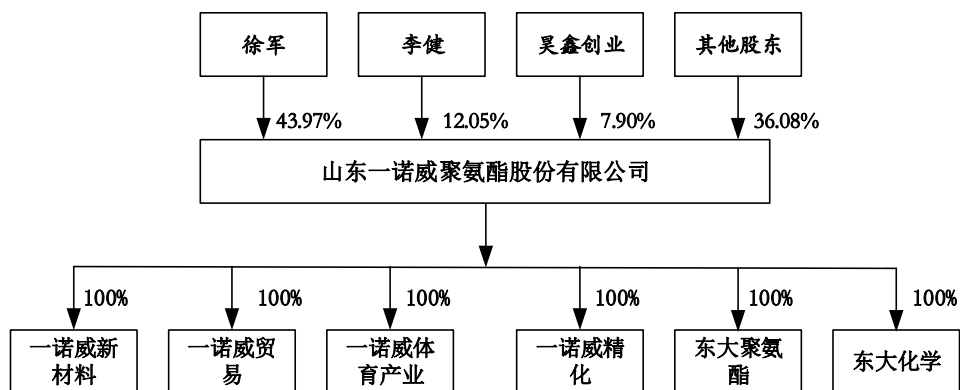 徐军
李健
昊鑫创业
其他股东
43.97%
12.05%
7.90%
36.08%
山东一诺威聚氨酯股份有限公司
100%
100%
100%
100%
100%
100%
一诺威新
材料
一诺威贸
易
一诺威体
育产业
一诺威精
化
东大聚氨
酯
东大化学